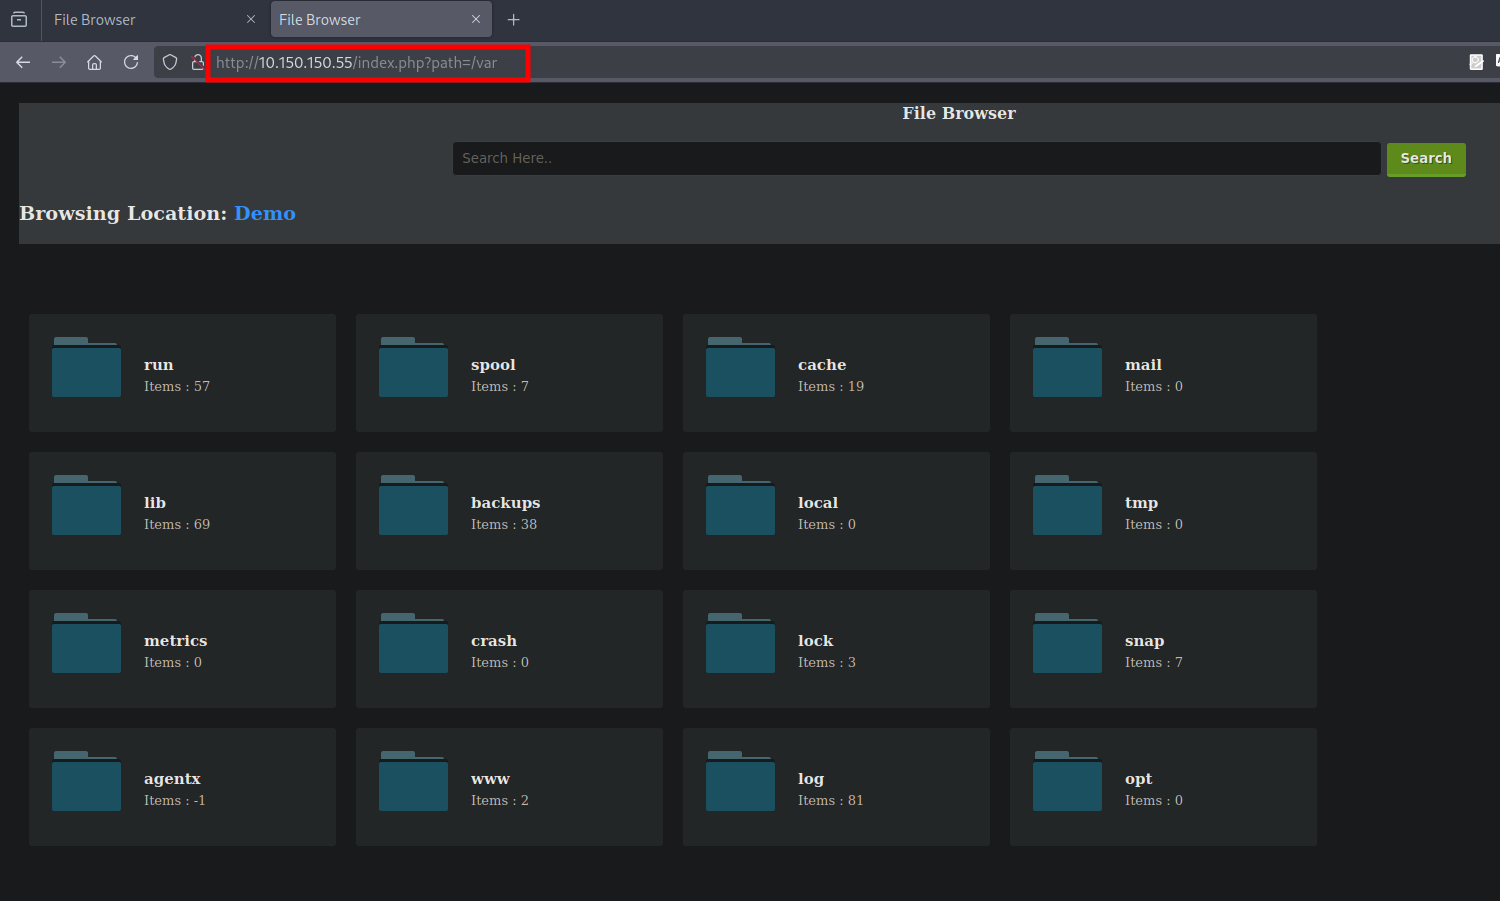 File Browser
File Browser
http://10.150.150.55/index.php?path=/var
File Browser
Search Here..
Search
Browsing Location: Demo
run
Items : 57
spool
Items : 7
cache
Items : 19
mail
Items : 0
lib
Items : 69
backups
Items : 38
local
Items : 0
tmp
Items : 0
metrics
Items : 0
crash
Items : 0
lock
Items : 3
snap
Items : 7
agentx
Items : -1
www
Items : 2
log
Items : 81
opt
Items : 0